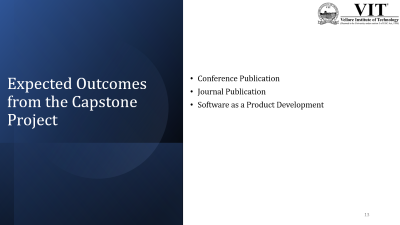 VIT
Vellore Institute of Technology
Expected Outcomes
from the Capstone
Project
• Conference Publication
• Journal Publication
• Software as a Product Development
13